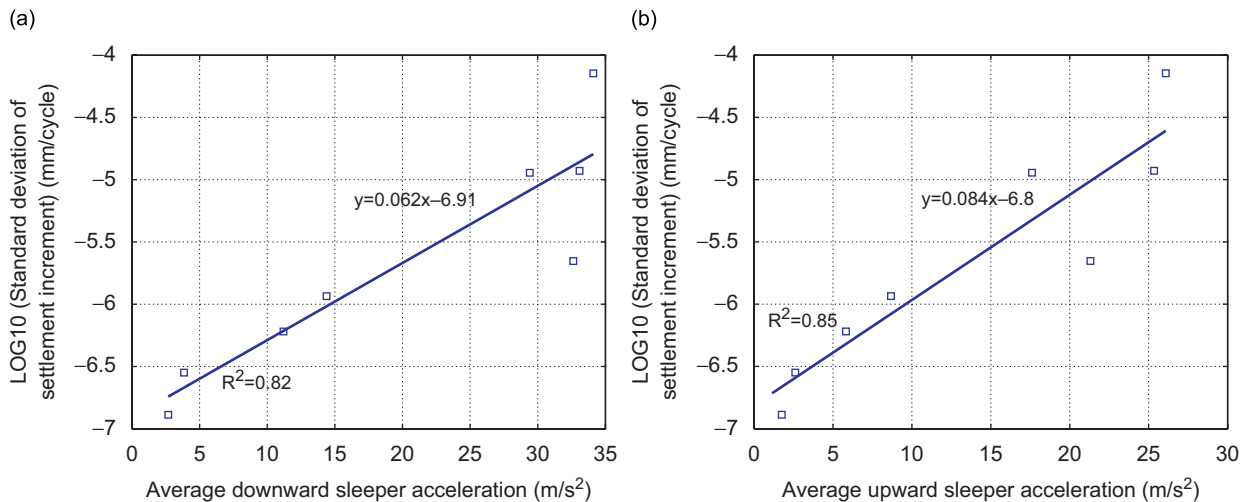 (a)
LOG10 (Standard deviation of
settlement increment) (mm/cycle)
–4
–4.5
–5
–5.5
–6
–6.5
–7
y=0.062x–6.91
R²=0.82
0 5 10 15 20 25 30 35
Average downward sleeper acceleration (m/s²)
(b)
LOG10 (Standard deviation of
settlement increment) (mm/cycle)
–4
–4.5
–5
–5.5
–6
–6.5
–7
y=0.084x–6.8
R²=0.85
0 5 10 15 20 25 30
Average upward sleeper acceleration (m/s²)